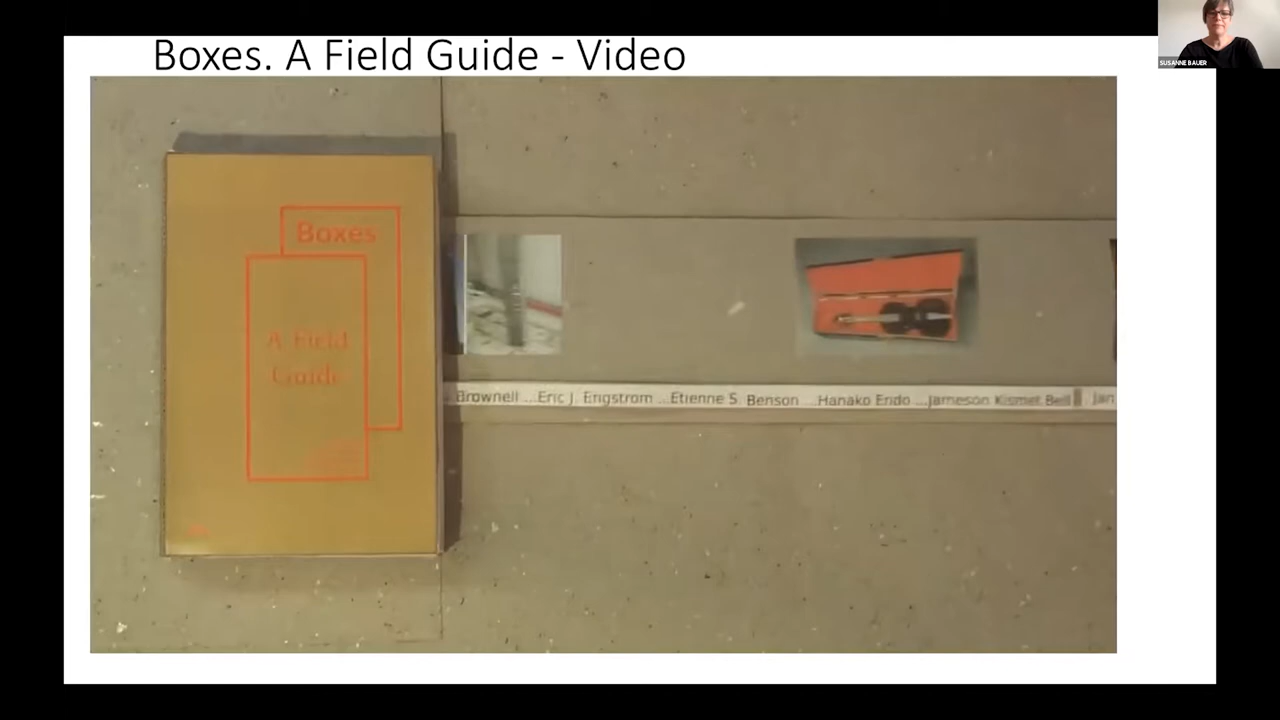 Boxes. A Field Guide - Video
SUSANNE BAUER
Boxes
A Field
Guide
Brownell ...Eric J. Engstrom ...Etienne S. Benson ...Hanako Endo ...Jameson Kismet Bell Jan